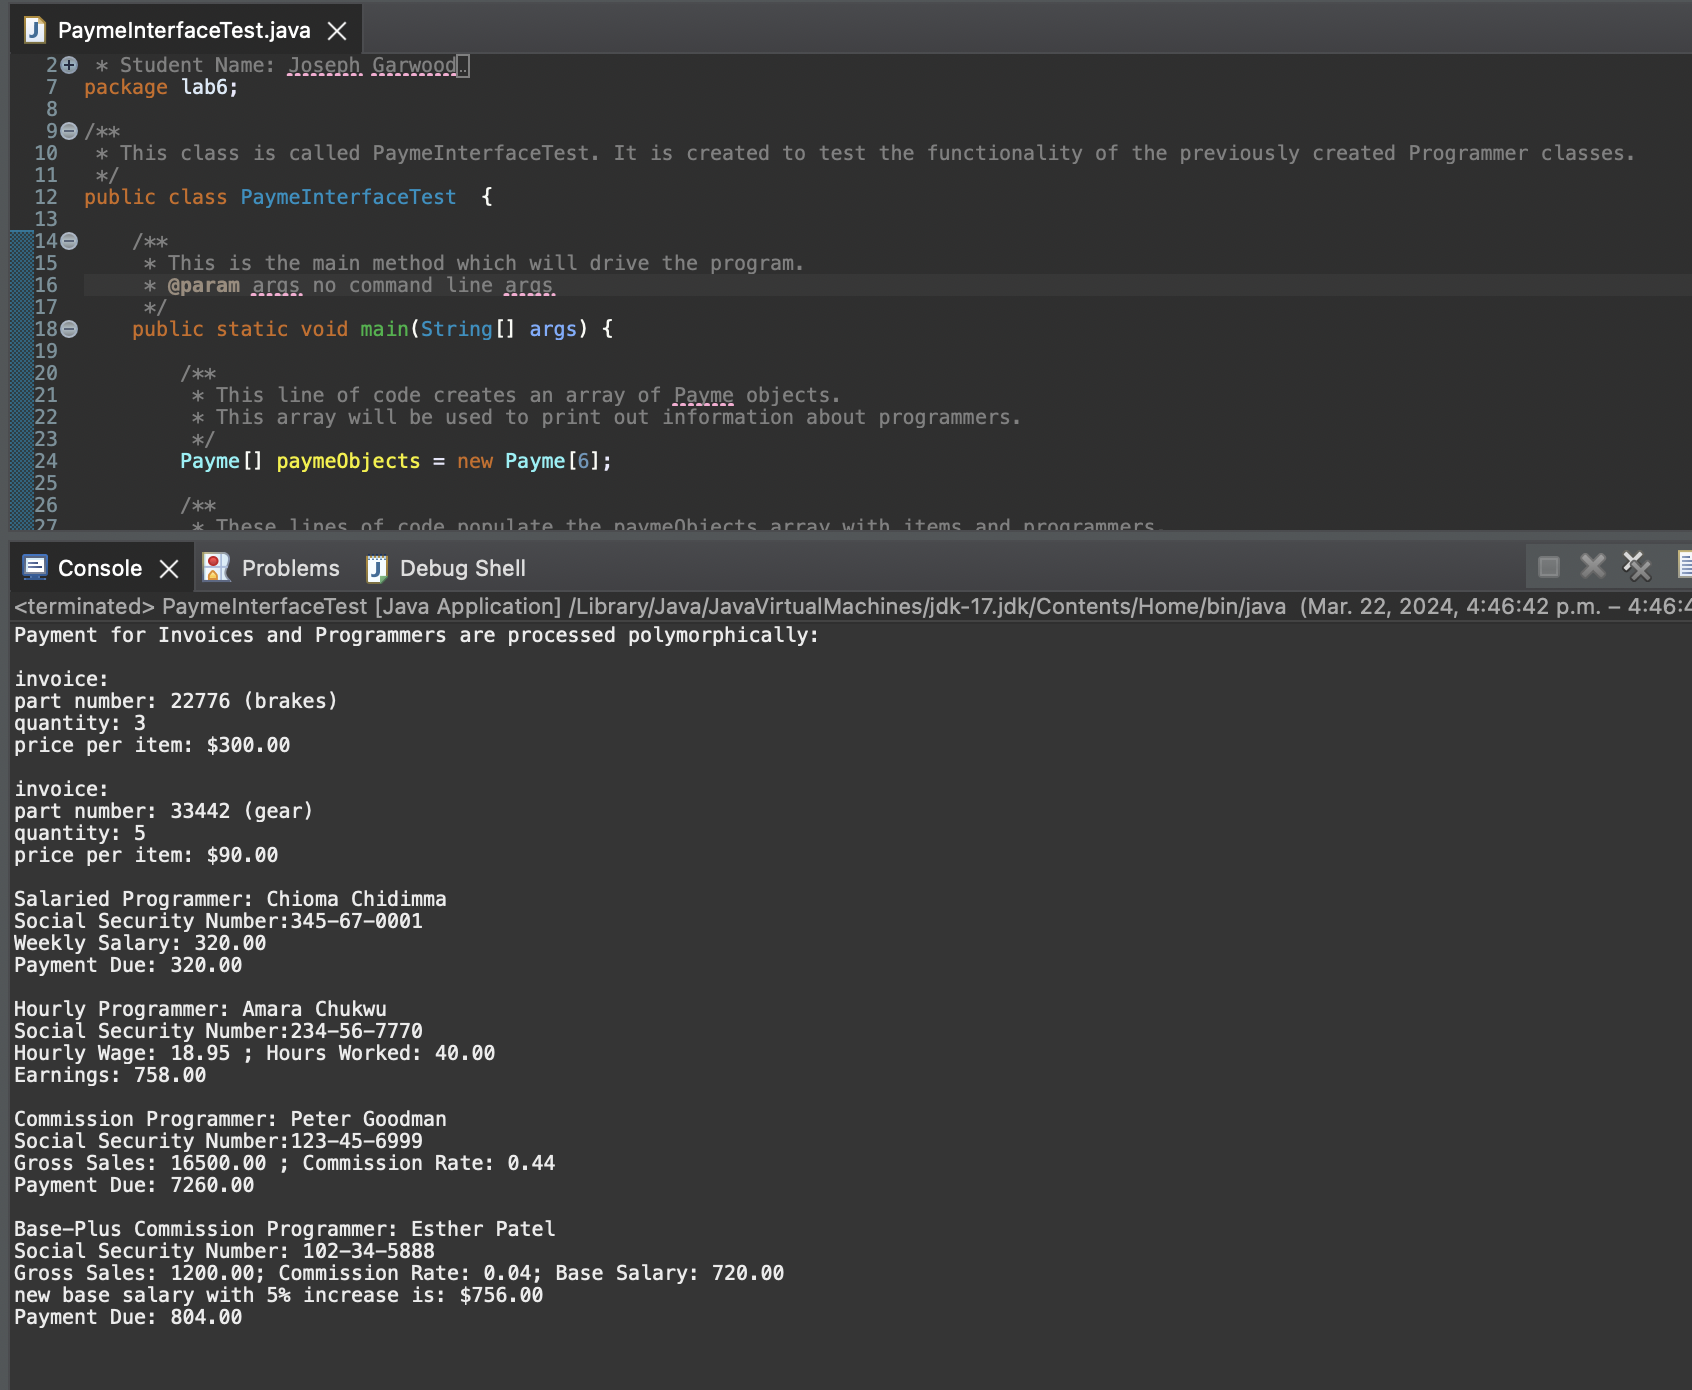 PaymeInterfaceTest.java
2 * Student Name: Joseph Garwood..
7 package lab6;
8
9 /**
10 * This class is called PaymeInterfaceTest. It is created to test the functionality of the previously created Programmer classes.
11 */
12 public class PaymeInterfaceTest  {
13
14 /**
15 * This is the main method which will drive the program.
16 * @param args no command line args
17 */
18 public static void main(String[] args) {
19
20 /**
21 * This line of code creates an array of Payme objects.
22 * This array will be used to print out information about programmers.
23 */
24 Payme[] paymeObjects = new Payme[6];
25
26 /**
27 * These lines of code populate the paymeObjects array with items and programmers.
Console Problems Debug Shell
<terminated> PaymeInterfaceTest [Java Application] /Library/Java/JavaVirtualMachines/jdk-17.jdk/Contents/Home/bin/java  (Mar. 22, 2024, 4:46:42 p.m. – 4:46:4
Payment for Invoices and Programmers are processed polymorphically:
invoice:
part number: 22776 (brakes)
quantity: 3
price per item: $300.00
invoice:
part number: 33442 (gear)
quantity: 5
price per item: $90.00
Salaried Programmer: Chioma Chidimma
Social Security Number:345-67-0001
Weekly Salary: 320.00
Payment Due: 320.00
Hourly Programmer: Amara Chukwu
Social Security Number:234-56-7770
Hourly Wage: 18.95 ; Hours Worked: 40.00
Earnings: 758.00
Commission Programmer: Peter Goodman
Social Security Number:123-45-6999
Gross Sales: 16500.00 ; Commission Rate: 0.44
Payment Due: 7260.00
Base-Plus Commission Programmer: Esther Patel
Social Security Number: 102-34-5888
Gross Sales: 1200.00; Commission Rate: 0.04; Base Salary: 720.00
new base salary with 5% increase is: $756.00
Payment Due: 804.00